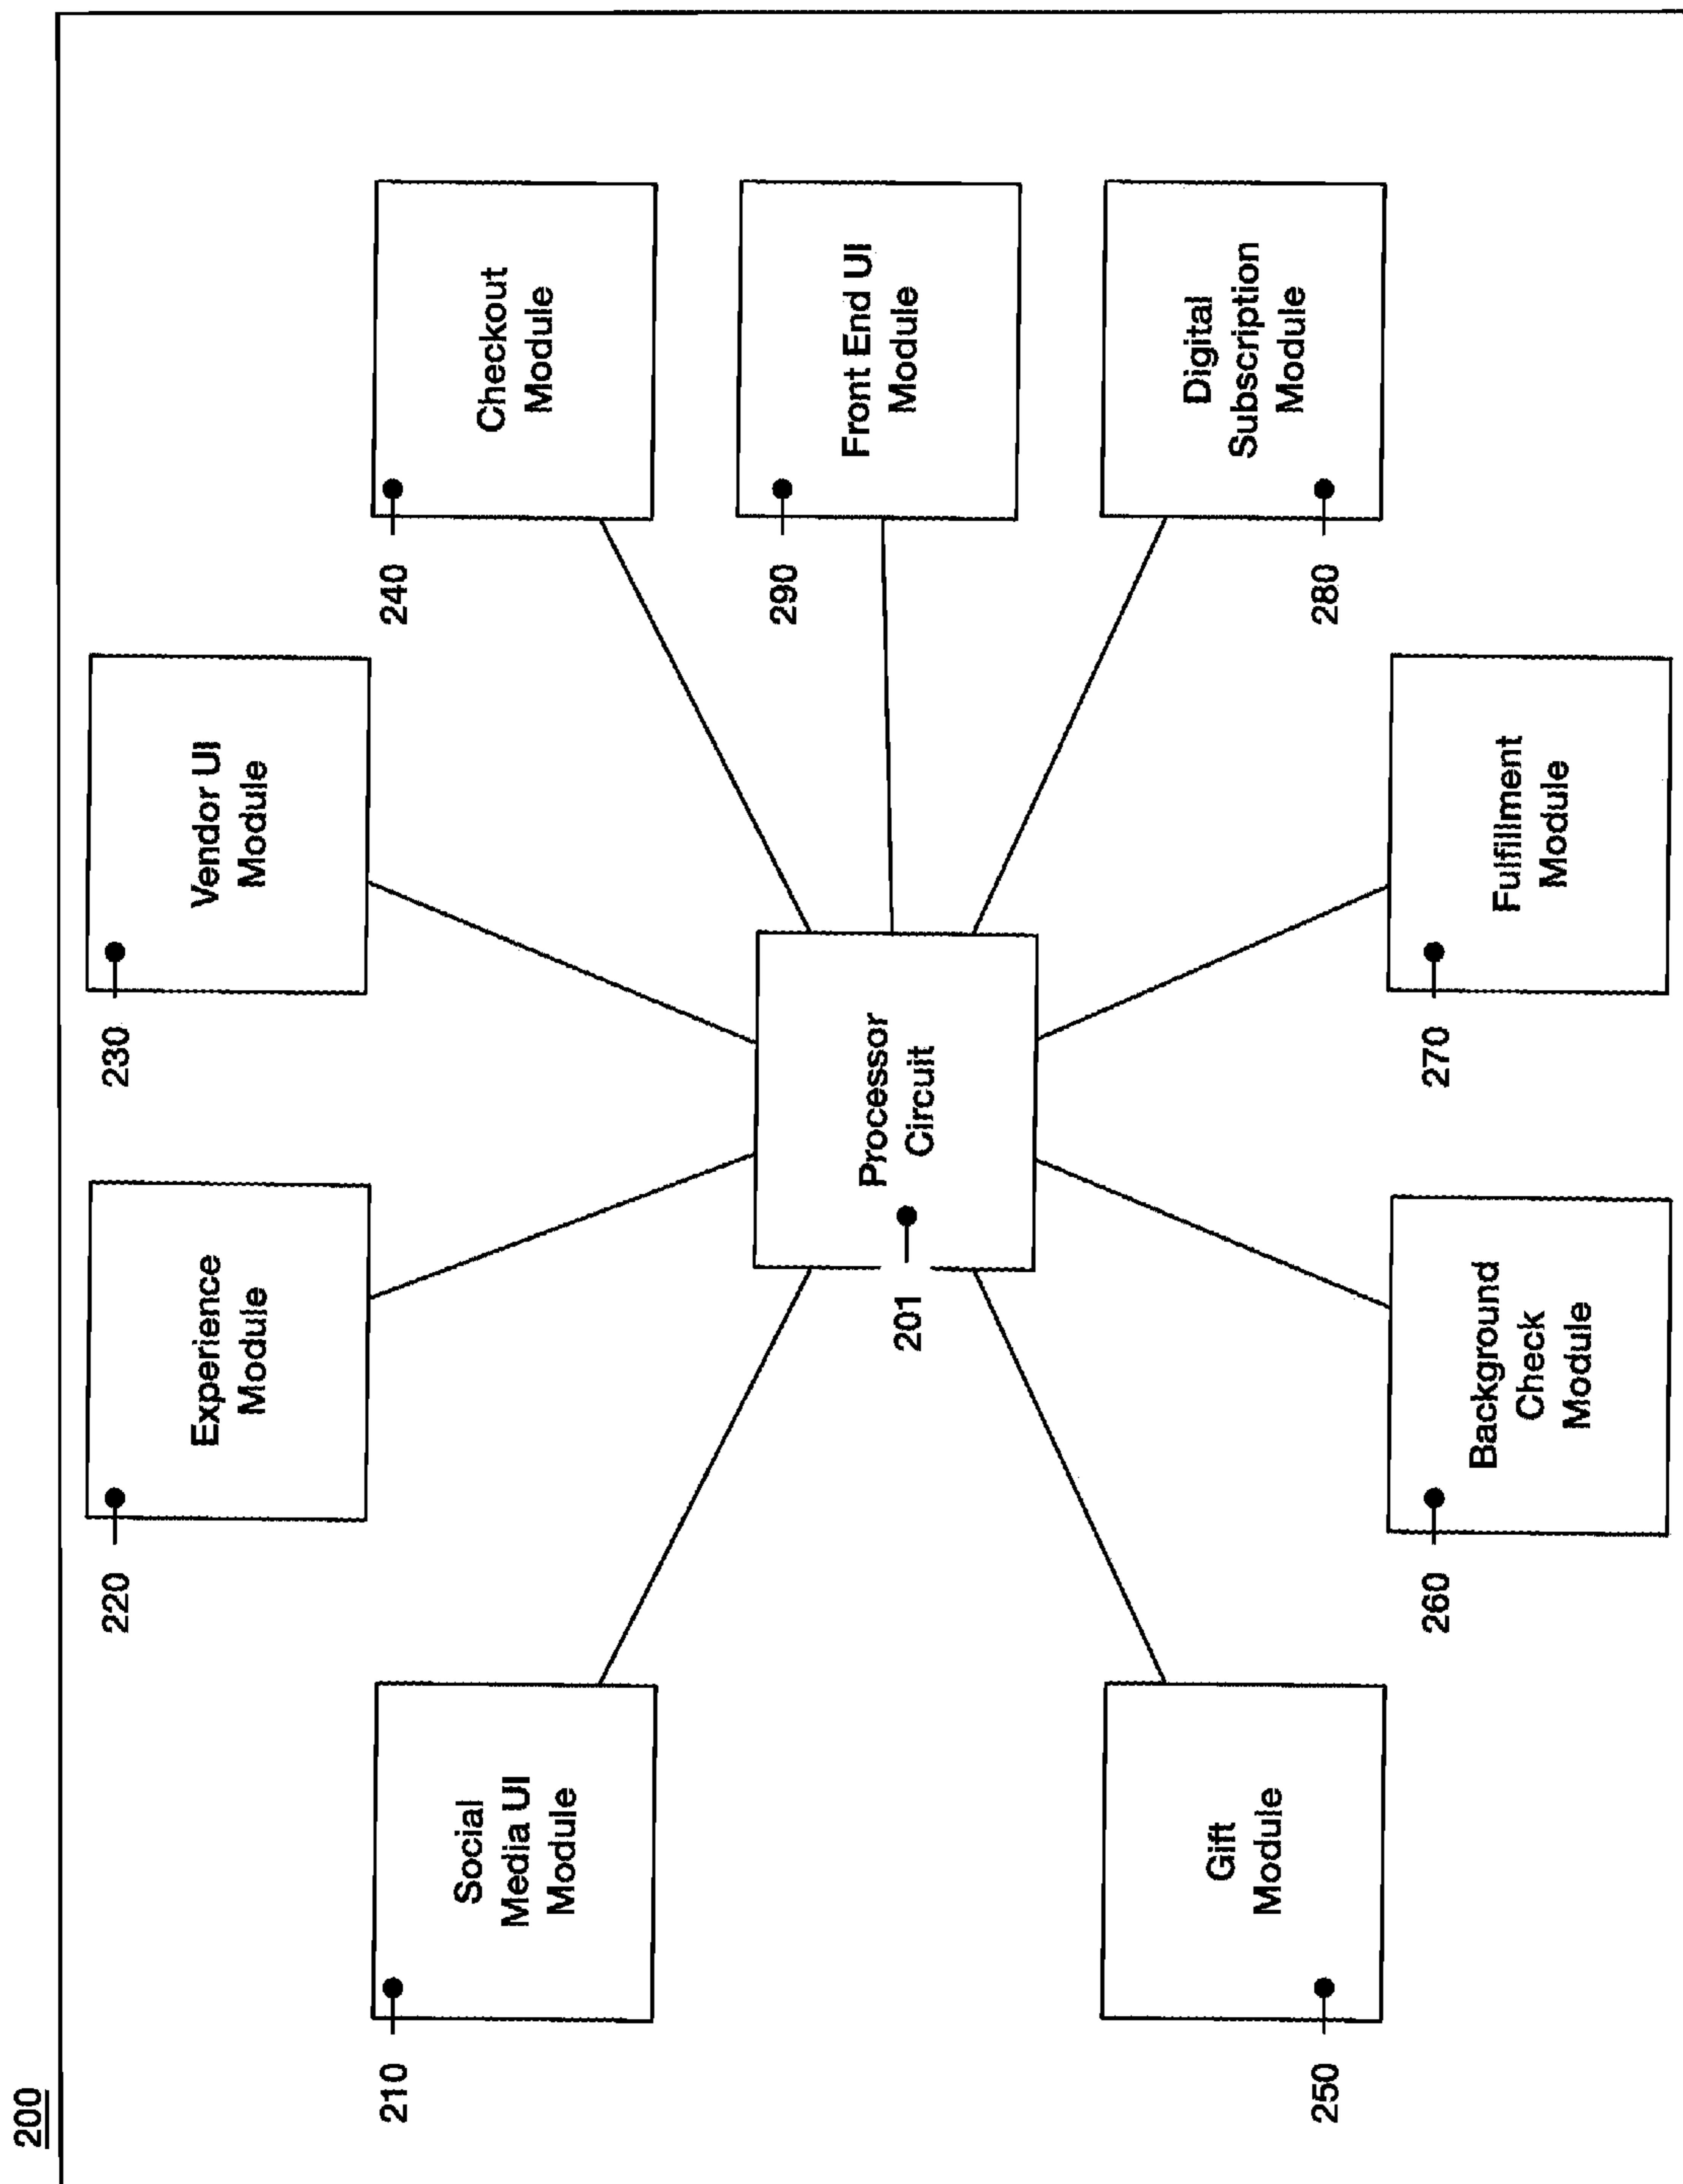 200
220
Experience
Module
230
Vendor UI
Module
210
Social
Media UI
Module
240
Checkout
Module
201
Processor
Circuit
290
Front End UI
Module
250
Gift
Module
280
Digital
Subscription
Module
260
Background
Check
Module
270
Fulfillment
Module